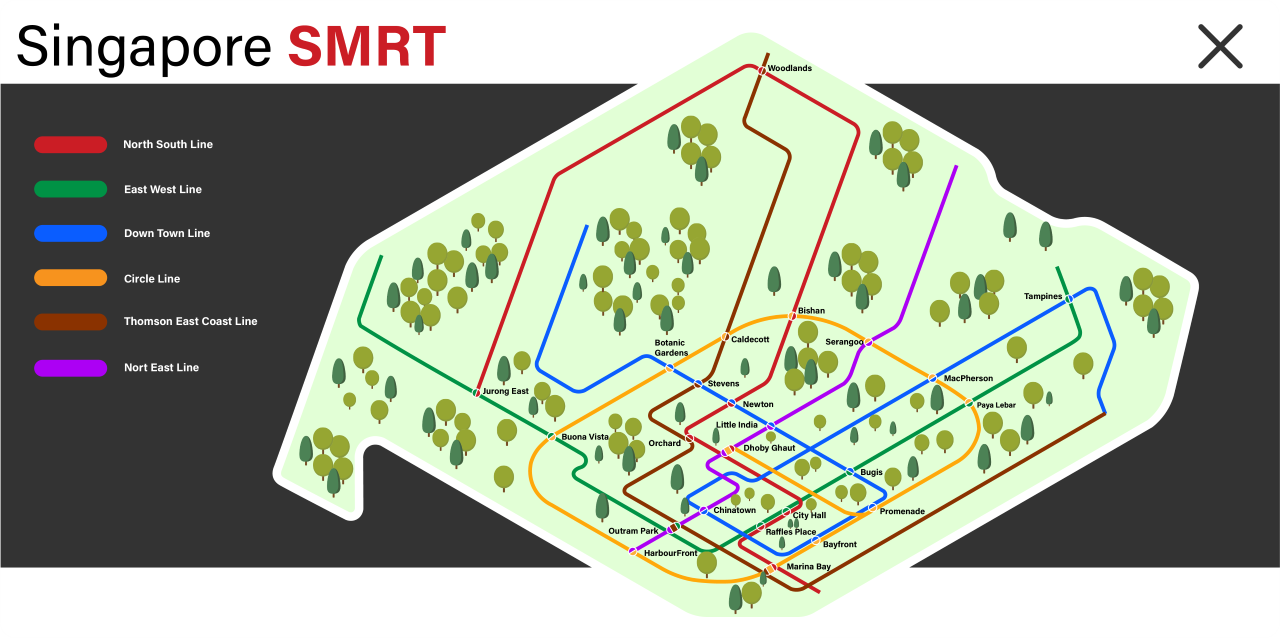 Singapore SMRT
North South Line
East West Line
Down Town Line
Circle Line
Thomson East Coast Line
Nort East Line
Woodlands
Tampines
Bishan
Caldecott
Serangoo
Botanic
Gardens
Stevens
MacPherson
Jurong East
Newton
Paya Lebar
Little India
Buona Vista
Orchard
Dhoby Ghaut
Bugis
Chinatown
City Hall
Promenade
Outram Park
Raffles Place
Bayfront
HarbourFront
Marina Bay